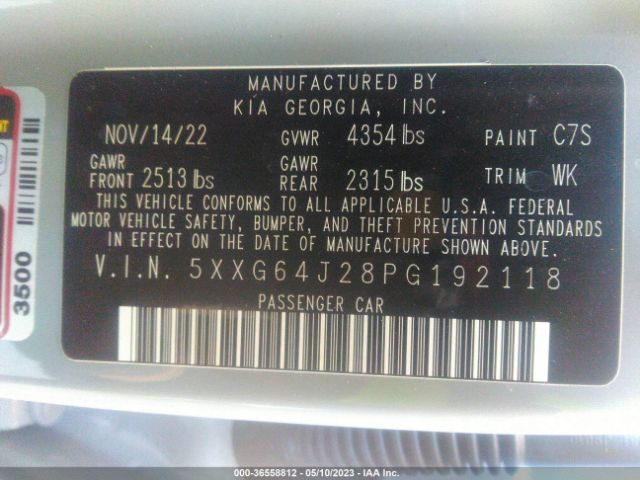 MANUFACTURED BY
KIA GEORGIA, INC.
NOV/14/22 GVWR 4354 lbs PAINT C7S
GAWR FRONT 2513 lbs GAWR REAR 2315 lbs TRIM WK
THIS VEHICLE CONFORMS TO ALL APPLICABLE U.S.A. FEDERAL
MOTOR VEHICLE SAFETY, BUMPER, AND THEFT PREVENTION STANDARDS
IN EFFECT ON THE DATE OF MANUFACTURE SHOWN ABOVE.
V.I.N. 5XXG64J28PG192118
PASSENGER CAR
3500
000-36558812 - 05/10/2023 - IAA Inc.